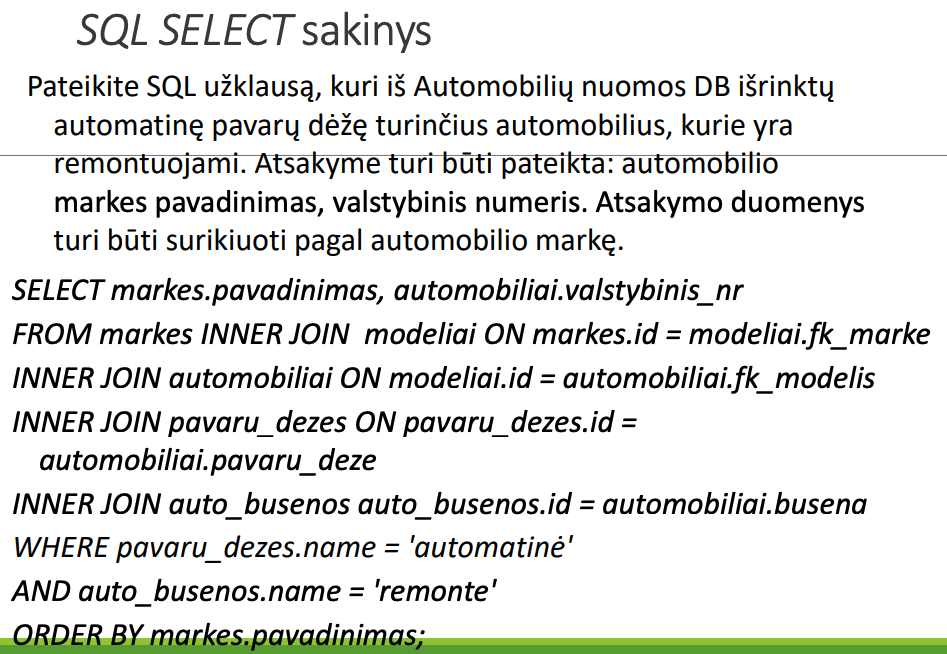 SQL SELECT sakinys
Pateikite SQL užklausą, kuri iš Automobilių nuomos DB išrinktų
automatinę pavarų dėžę turinčius automobilius, kurie yra
remontuojami. Atsakyme turi būti pateikta: automobilio
markes pavadinimas, valstybinis numeris. Atsakymo duomenys
turi būti surikiuoti pagal automobilio markę.
SELECT markes.pavadinimas, automobiliai.valstybinis_nr
FROM markes INNER JOIN modeliai ON markes.id = modeliai.fk_marke
INNER JOIN automobiliai ON modeliai.id = automobiliai.fk_modelis
INNER JOIN pavaru_dezes ON pavaru_dezes.id =
automobiliai.pavaru_deze
INNER JOIN auto_busenos auto_busenos.id = automobiliai.busena
WHERE pavaru_dezes.name = 'automatinė'
AND auto_busenos.name = 'remonte'
ORDER BY markes.pavadinimas;